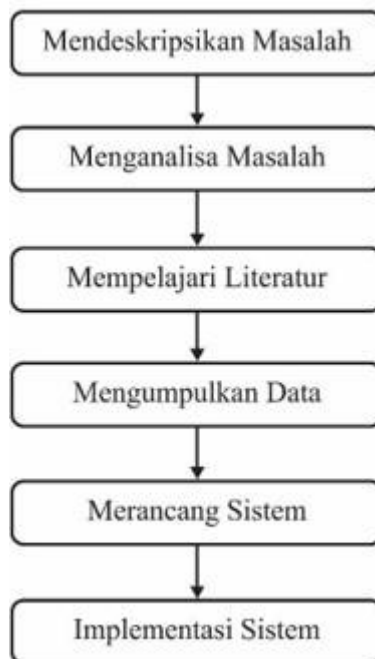 Mendeskripsikan Masalah
Menganalisa Masalah
Mempelajari Literatur
Mengumpulkan Data
Merancang Sistem
Implementasi Sistem